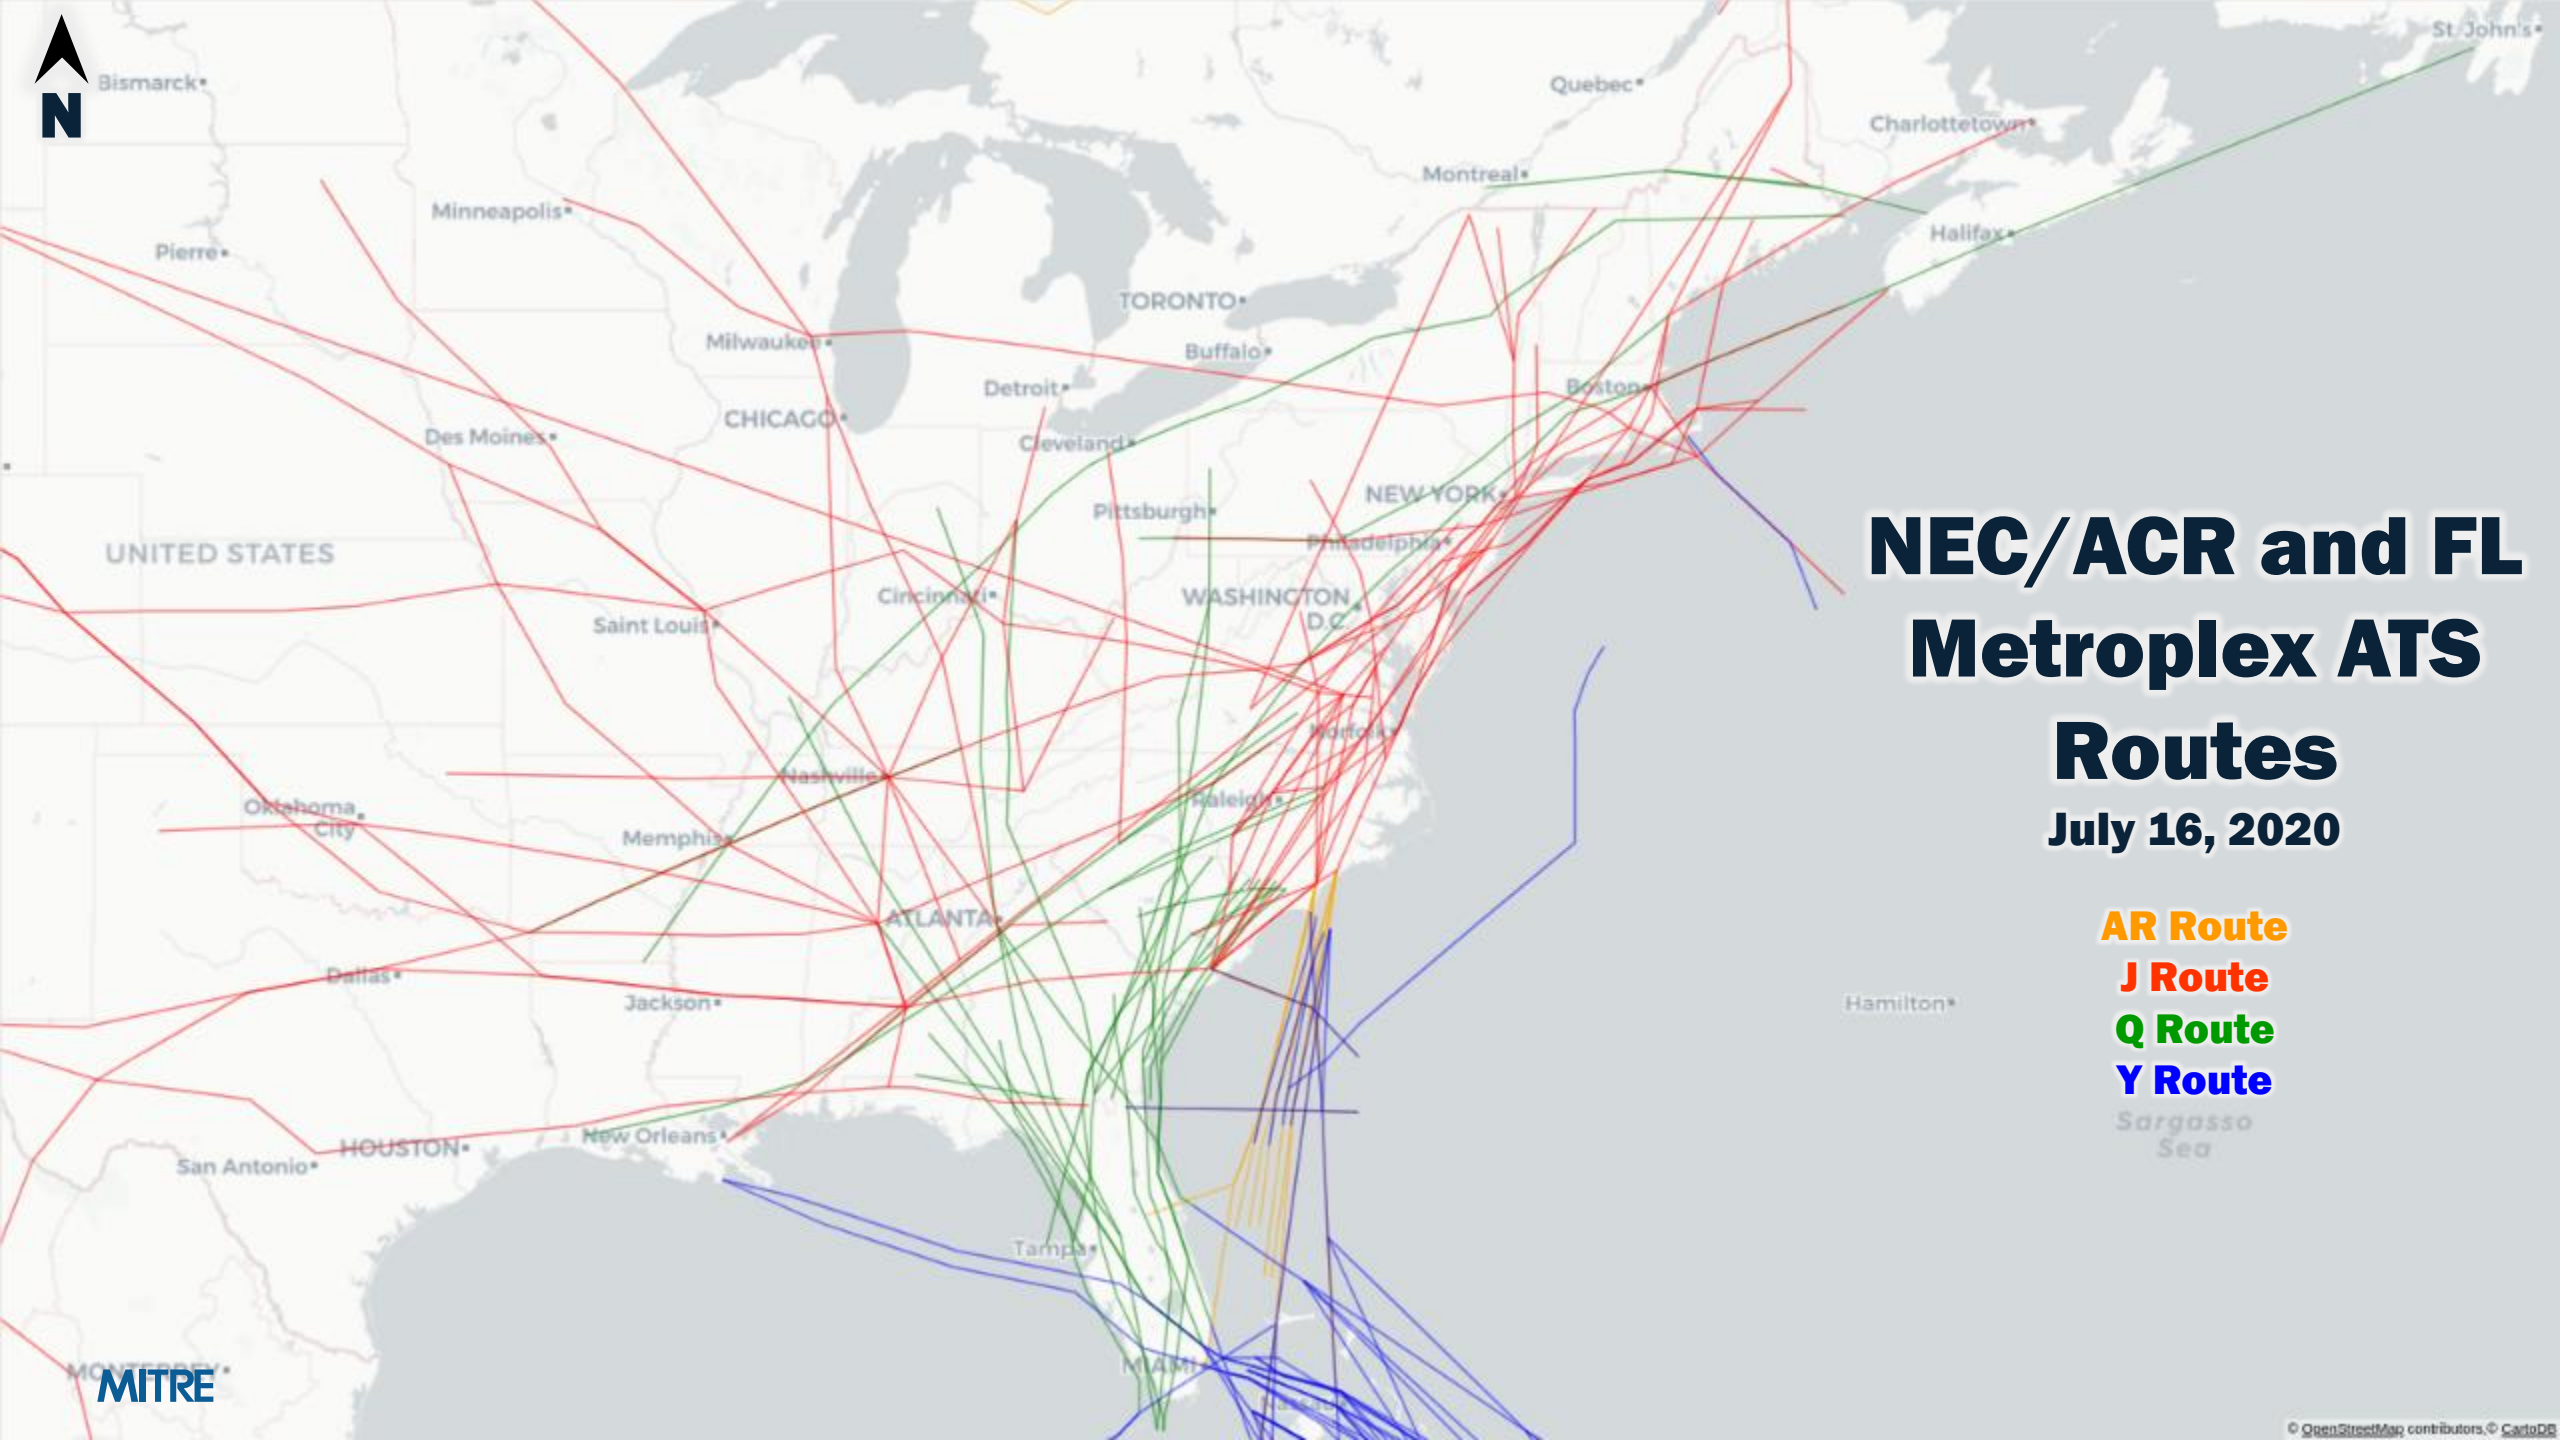 St. John's
Bismarck
N
Quebec
Charlottetown
Montreal
Minneapolis
Halifax
Pierre
TORONTO
Milwaukee
Buffalo
Detroit
Boston
CHICAGO
Des Moines
Cleveland
NEW YORK
Pittsburgh
Philadelphia
UNITED STATES
NEC/ACR and FL
Metroplex ATS
Routes
July 16, 2020
Cincinnati
WASHINGTON
D.C.
Saint Louis
Norfolk
Nashville
Raleigh
Oklahoma
City
Memphis
ATLANTA
AR Route
J Route
Q Route
Y Route
Dallas
Jackson
Hamilton
Sargasso
Sea
New Orleans
HOUSTON
San Antonio
Tampa
MIAMI
MONTERREY
MITRE
Nassau
© OpenStreetMap contributors,© CartoDB